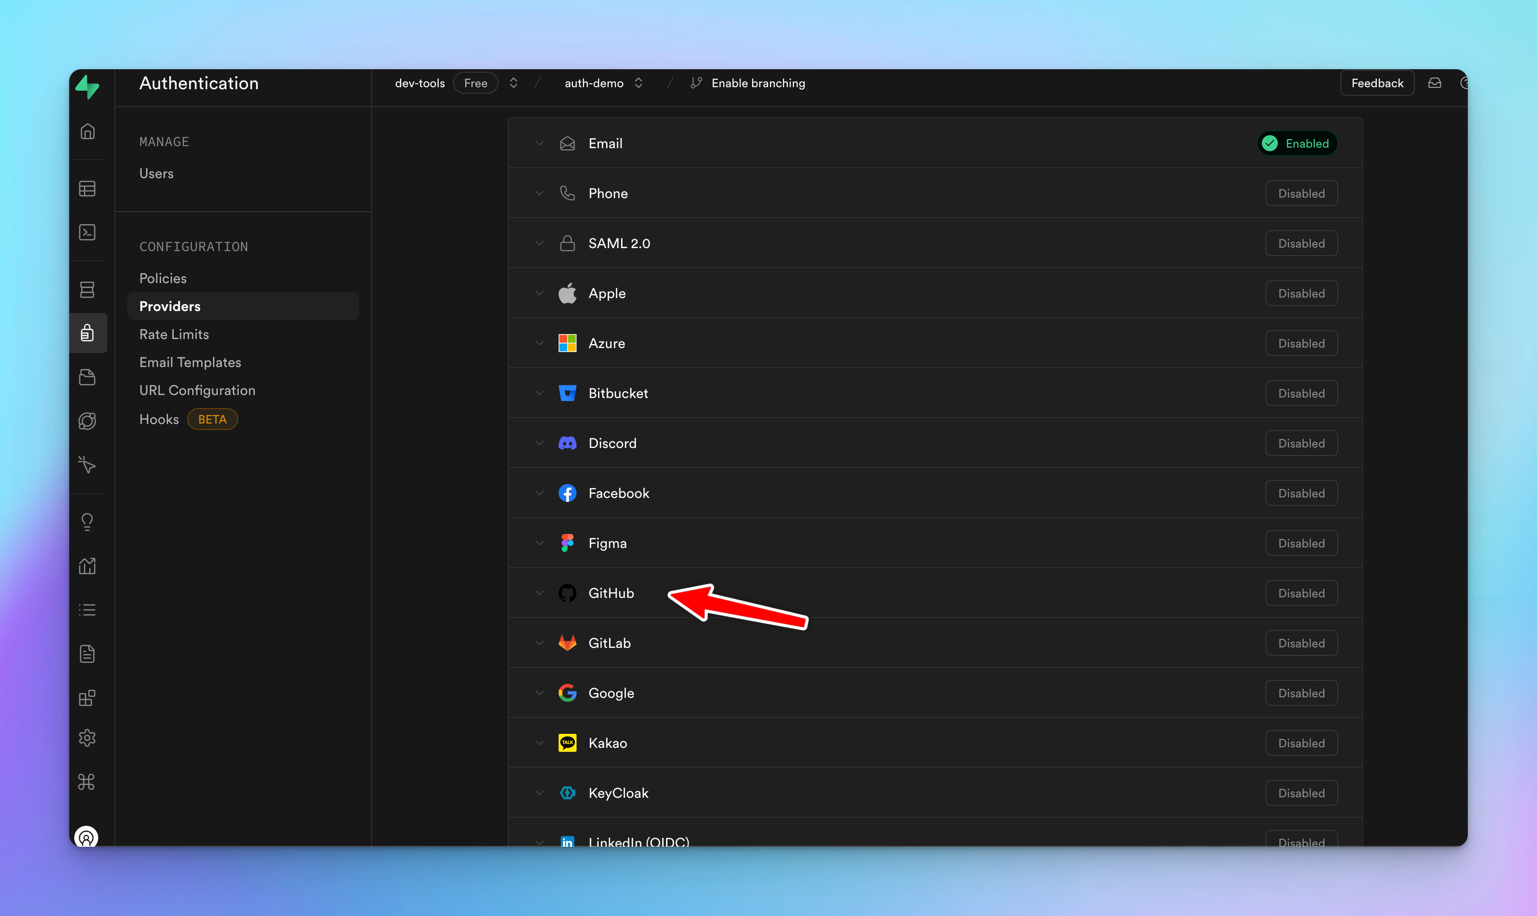 Authentication
dev-tools Free / auth-demo / Enable branching
Feedback
MANAGE
Users
CONFIGURATION
Policies
Providers
Rate Limits
Email Templates
URL Configuration
Hooks BETA
Email Enabled
Phone Disabled
SAML 2.0 Disabled
Apple Disabled
Azure Disabled
Bitbucket Disabled
Discord Disabled
Facebook Disabled
Figma Disabled
GitHub Disabled
GitLab Disabled
Google Disabled
TALK Kakao Disabled
KeyCloak Disabled
in LinkedIn (OIDC) Disabled